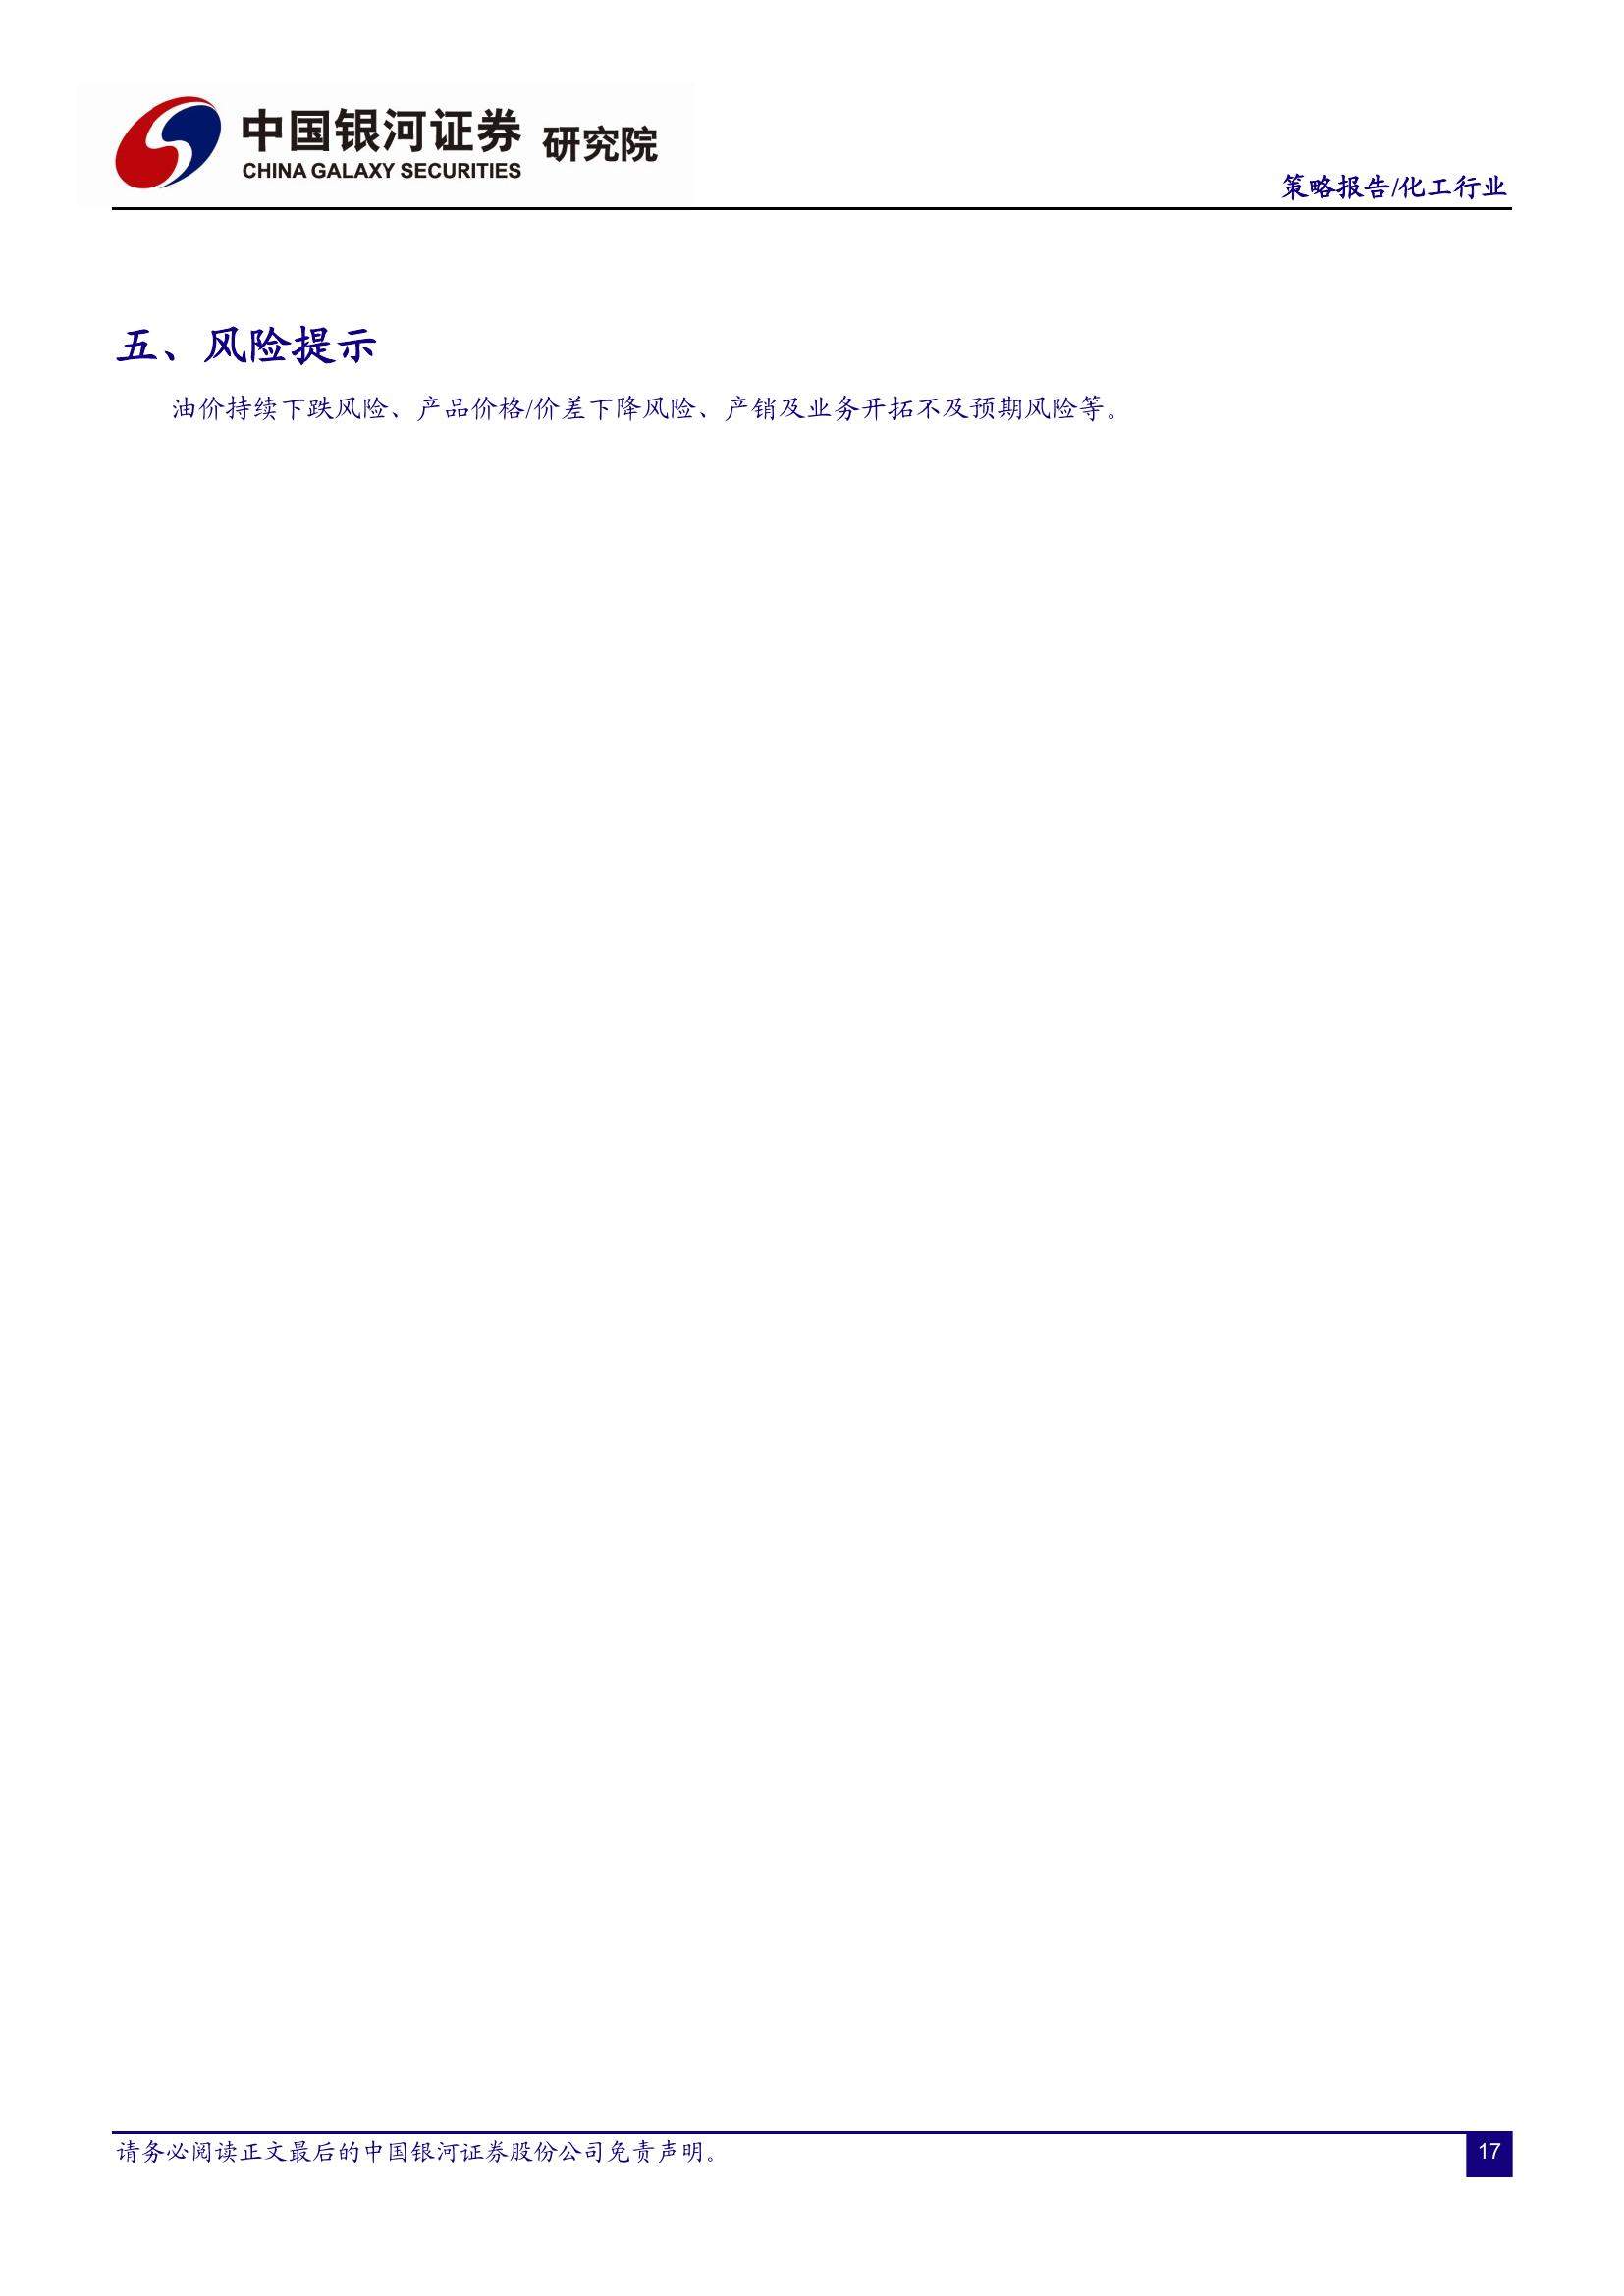 中国银河证券 研究院
CHINA GALAXY SECURITIES
策略报告/化工行业
五、风险提示
油价持续下跌风险、产品价格/价差下降风险、产销及业务开拓不及预期风险等。
请务必阅读正文最后的中国银河证券股份公司免责声明。
17